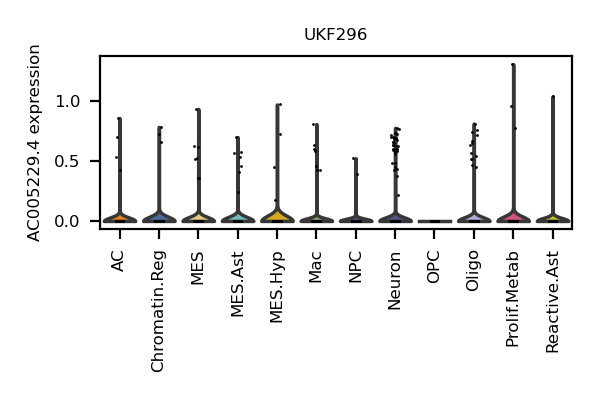 UKF296
AC005229.4 expression
1.0
0.5
0.0
AC
Chromatin.Reg
MES
MES.Ast
MES.Hyp
Mac
NPC
Neuron
OPC
Oligo
Prolif.Metab
Reactive.Ast